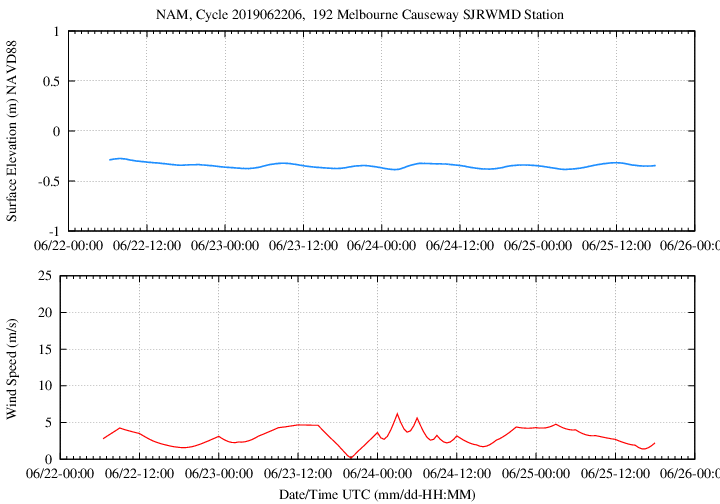 NAM, Cycle 2019062206,  192 Melbourne Causeway SJRWMD Station
Surface Elevation (m) NAVD88
1
0.5
0
-0.5
-1
06/22-00:00 06/22-12:00 06/23-00:00 06/23-12:00 06/24-00:00 06/24-12:00 06/25-00:00 06/25-12:00 06/26-0
Wind Speed (m/s)
25
20
15
10
5
0
06/22-00:00 06/22-12:00 06/23-00:00 06/23-12:00 06/24-00:00 06/24-12:00 06/25-00:00 06/25-12:00 06/26-0
Date/Time UTC (mm/dd-HH:MM)